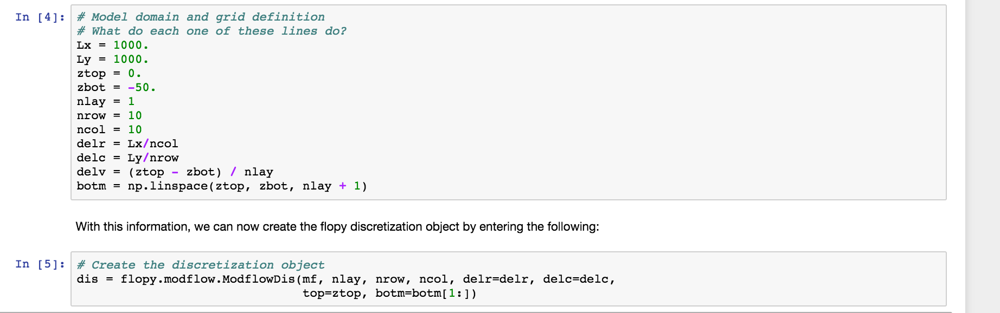 In [4]:
# Model domain and grid definition
# What do each one of these lines do?
Lx = 1000.
Ly = 1000.
ztop = 0.
zbot = -50.
nlay = 1
nrow = 10
ncol = 10
delr = Lx/ncol
delc = Ly/nrow
delv = (ztop - zbot) / nlay
botm = np.linspace(ztop, zbot, nlay + 1)
With this information, we can now create the flopy discretization object by entering the following:
In [5]:
# Create the discretization object
dis = flopy.modflow.ModflowDis(mf, nlay, nrow, ncol, delr=delr, delc=delc,
top=ztop, botm=botm[1:])